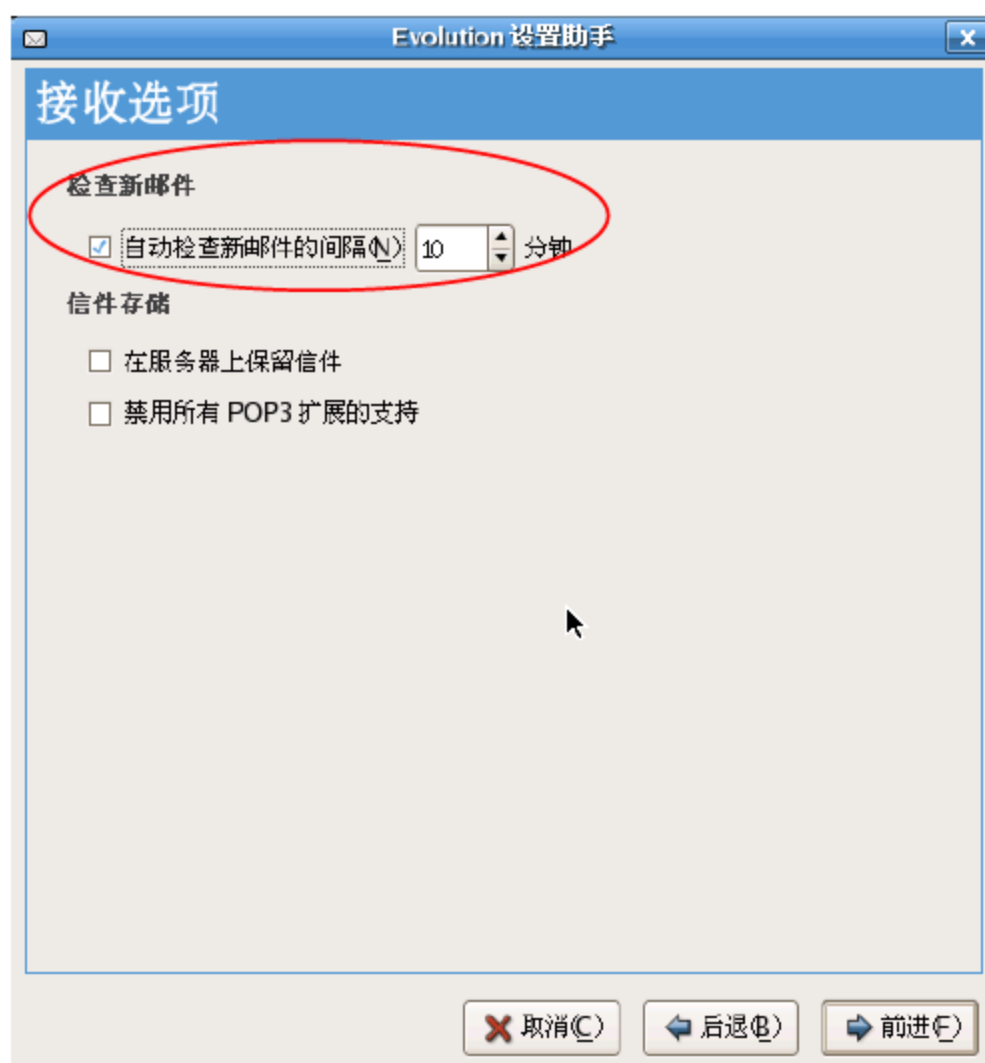 Evolution 设置助手
接收选项
检查新邮件
自动检查新邮件的间隔(N) 10 分钟
信件存储
在服务器上保留信件
禁用所有 POP3 扩展的支持
取消(C) 后退(B) 前进(F)